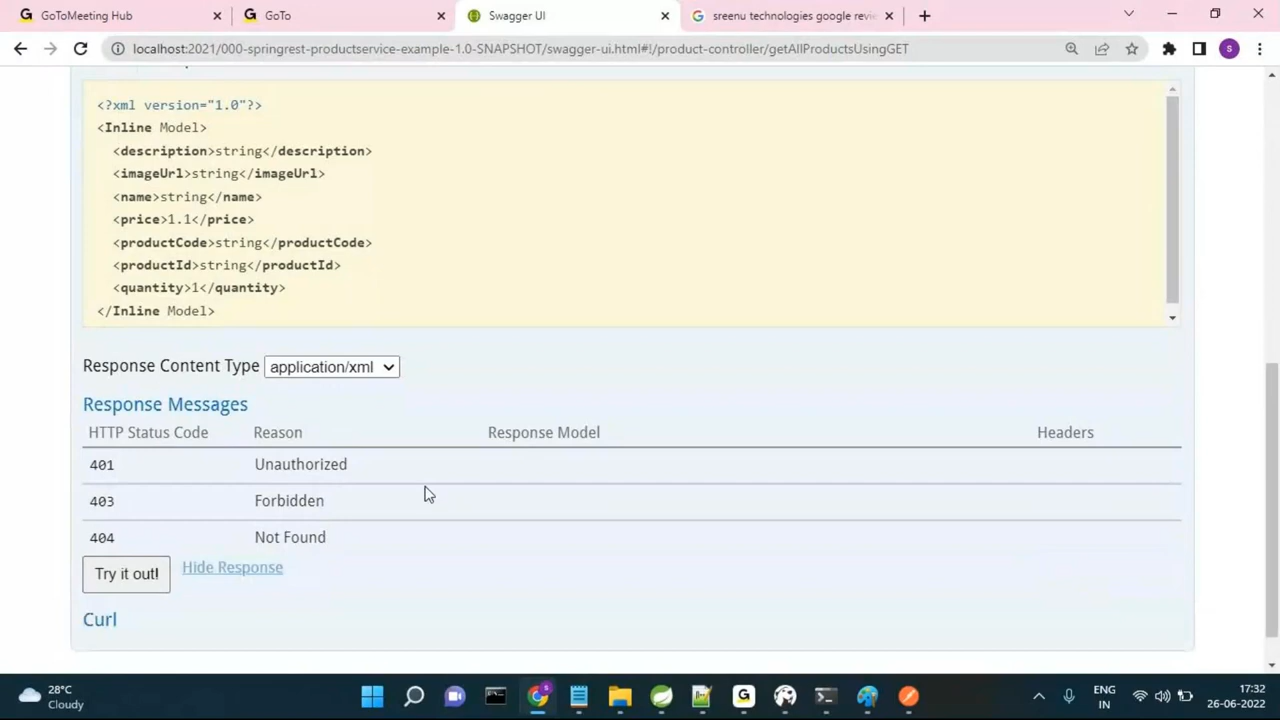 GoToMeeting Hub
GoTo
Swagger UI
sreenu technologies google revie
localhost:2021/000-springrest-productservice-example-1.0-SNAPSHOT/swagger-ui.html#!/product-controller/getAllProductsUsingGET
S
<?xml version="1.0"?>
<Inline Model>
<description>string</description>
<imageUrl>string</imageUrl>
<name>string</name>
<price>1.1</price>
<productCode>string</productCode>
<productId>string</productId>
<quantity>1</quantity>
</Inline Model>
Response Content Type application/xml
Response Messages
HTTP Status Code Reason Response Model Headers
401 Unauthorized
403 Forbidden
404 Not Found
Try it out! Hide Response
Curl
28°C
Cloudy
ENG
IN
17:32
26-06-2022